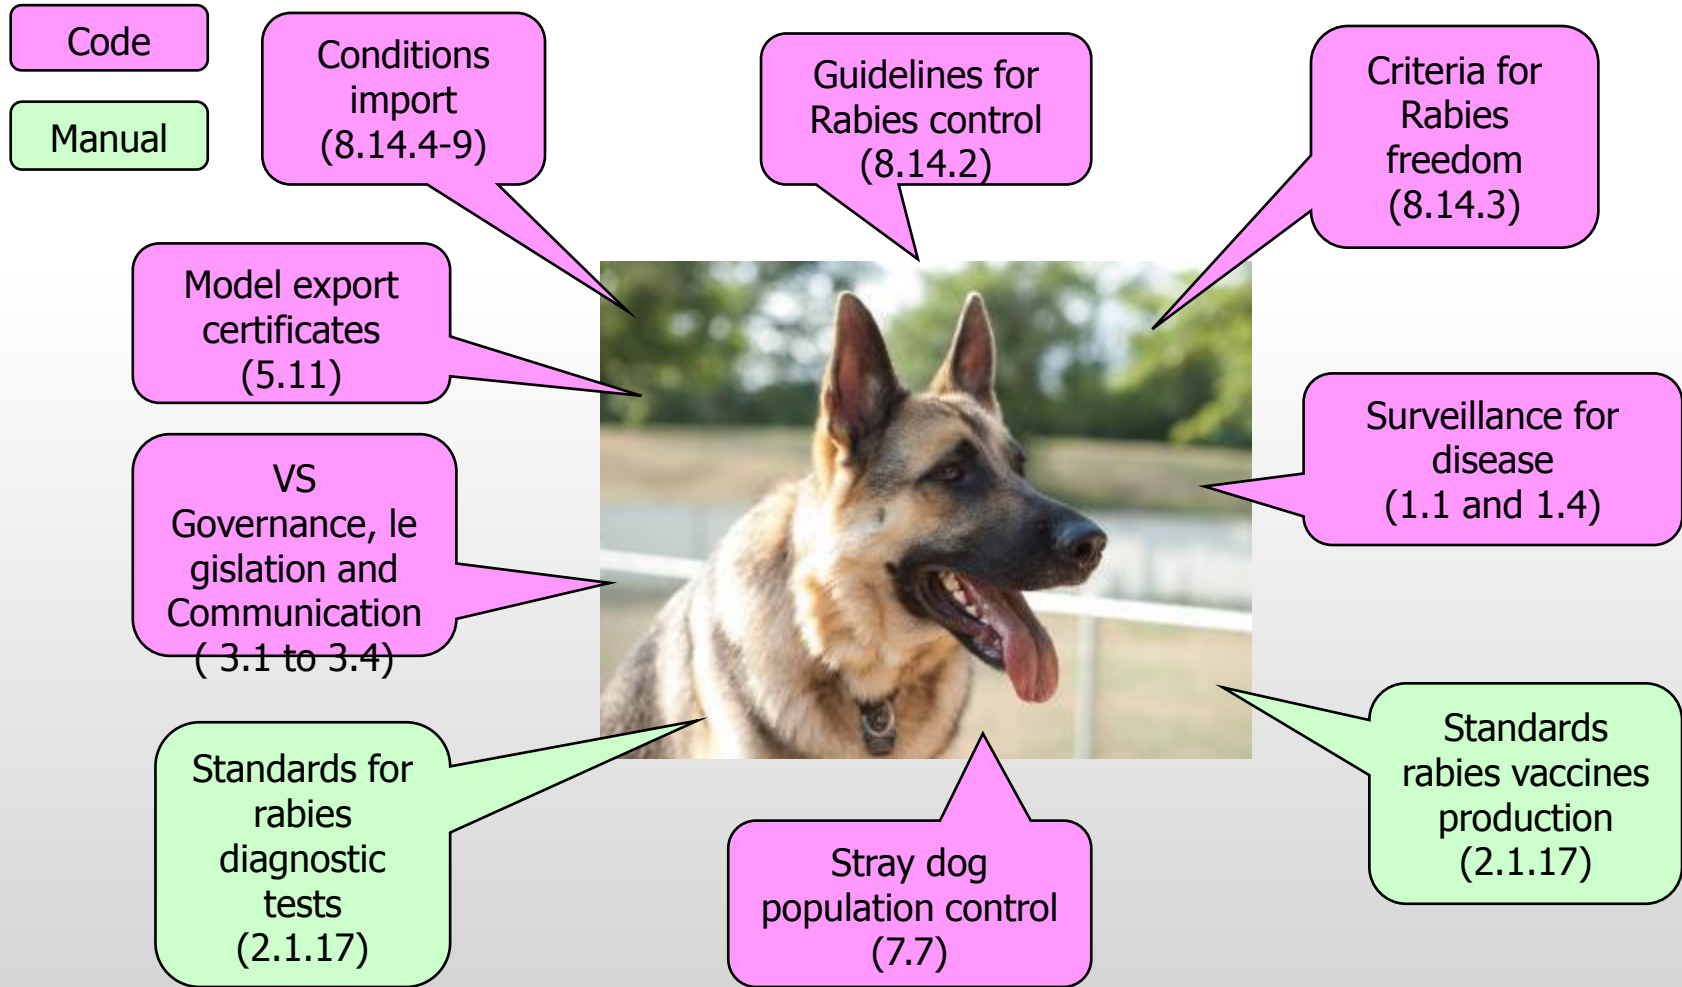 Code
Manual
Conditions
import
(8.14.4-9)
Guidelines for
Rabies control
(8.14.2)
Criteria for
Rabies
freedom
(8.14.3)
Model export
certificates
(5.11)
Surveillance for
disease
(1.1 and 1.4)
VS
Governance, le
gislation and
Communication
( 3.1 to 3.4)
Standards for
rabies
diagnostic
tests
(2.1.17)
Stray dog
population control
(7.7)
Standards
rabies vaccines
production
(2.1.17)